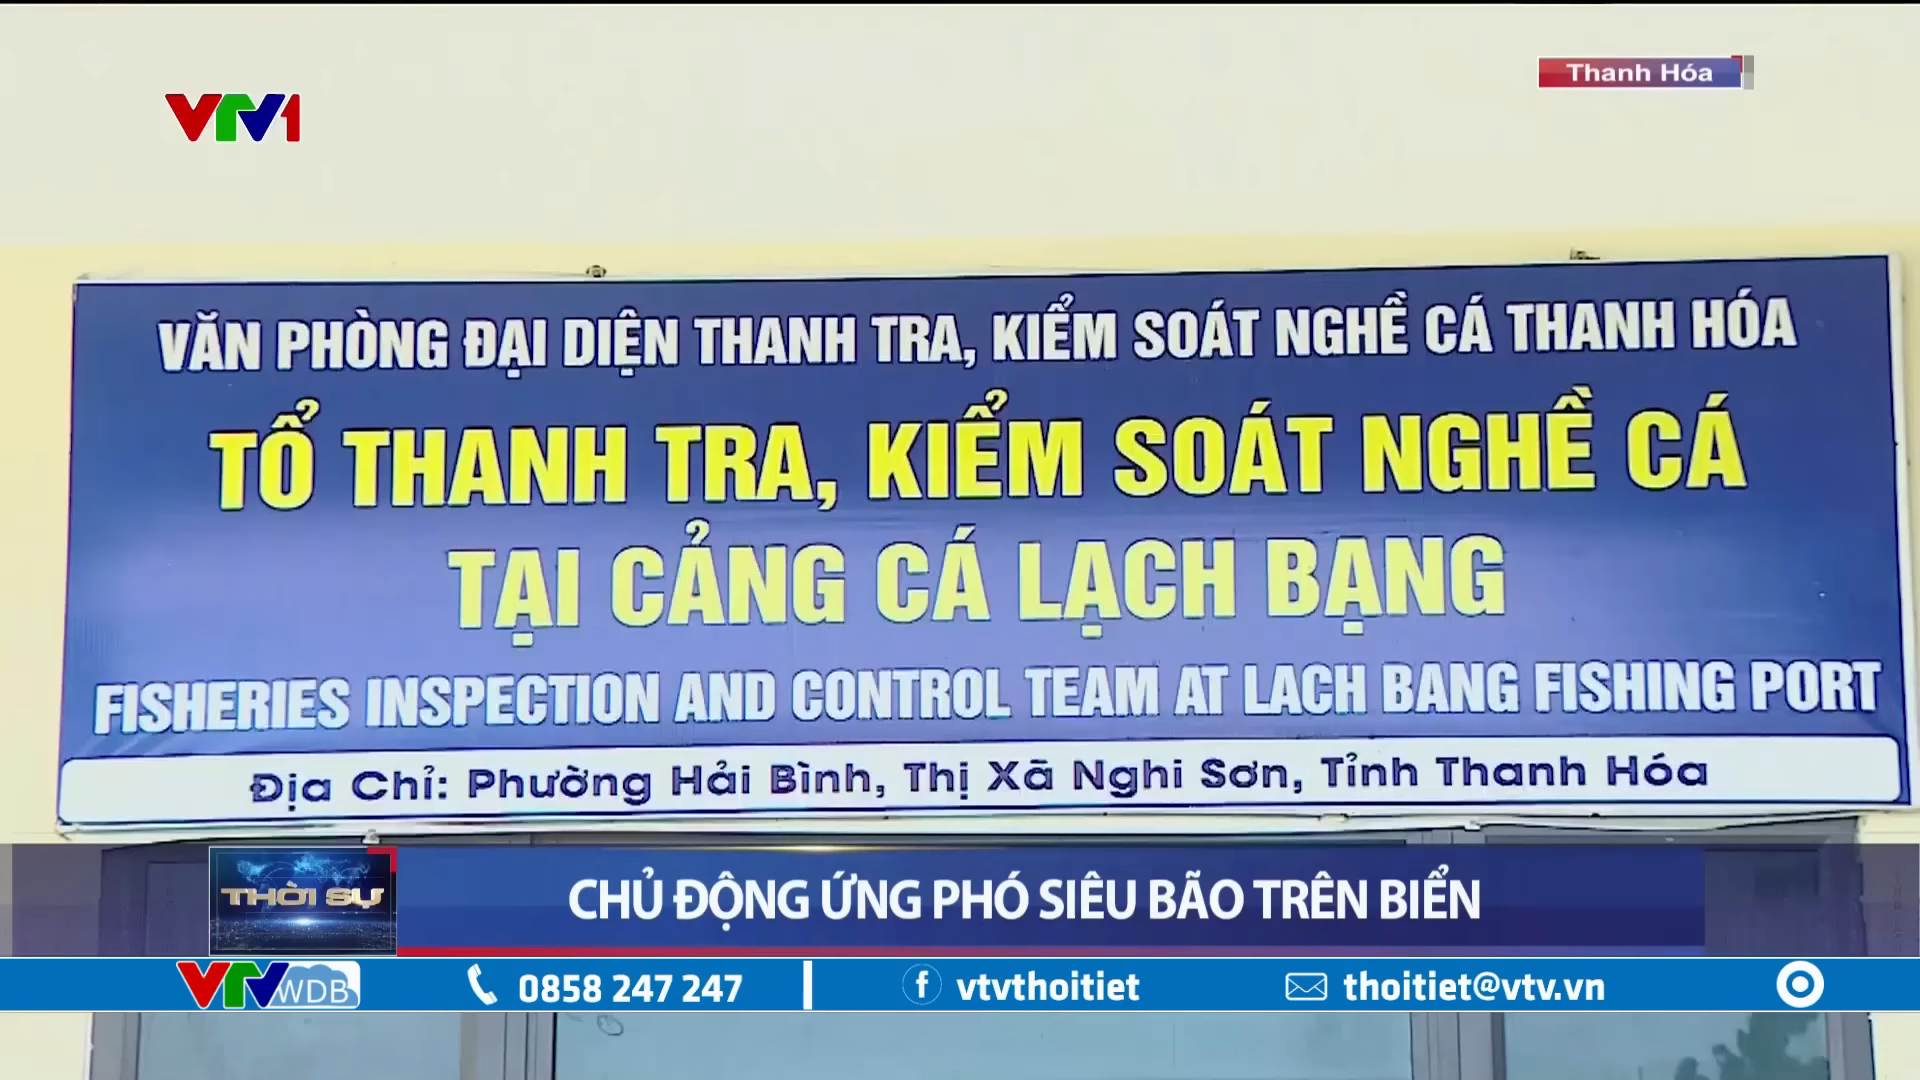 Thanh Hóa
VTV1
VĂN PHÒNG ĐẠI DIỆN THANH TRA, KIỂM SOÁT NGHỀ CÁ THANH HÓA
TỔ THANH TRA, KIỂM SOÁT NGHỀ CÁ
TẠI CẢNG CÁ LẠCH BẠNG
FISHERIES INSPECTION AND CONTROL TEAM AT LACH BANG FISHING PORT
Địa Chỉ: Phường Hải Bình, Thị Xã Nghi Sơn, Tỉnh Thanh Hóa
THỜI SỰ
CHỦ ĐỘNG ỨNG PHÓ SIÊU BÃO TRÊN BIỂN
VTV WDB 0858 247 247 vtvthoitiet thoitiet@vtv.vn